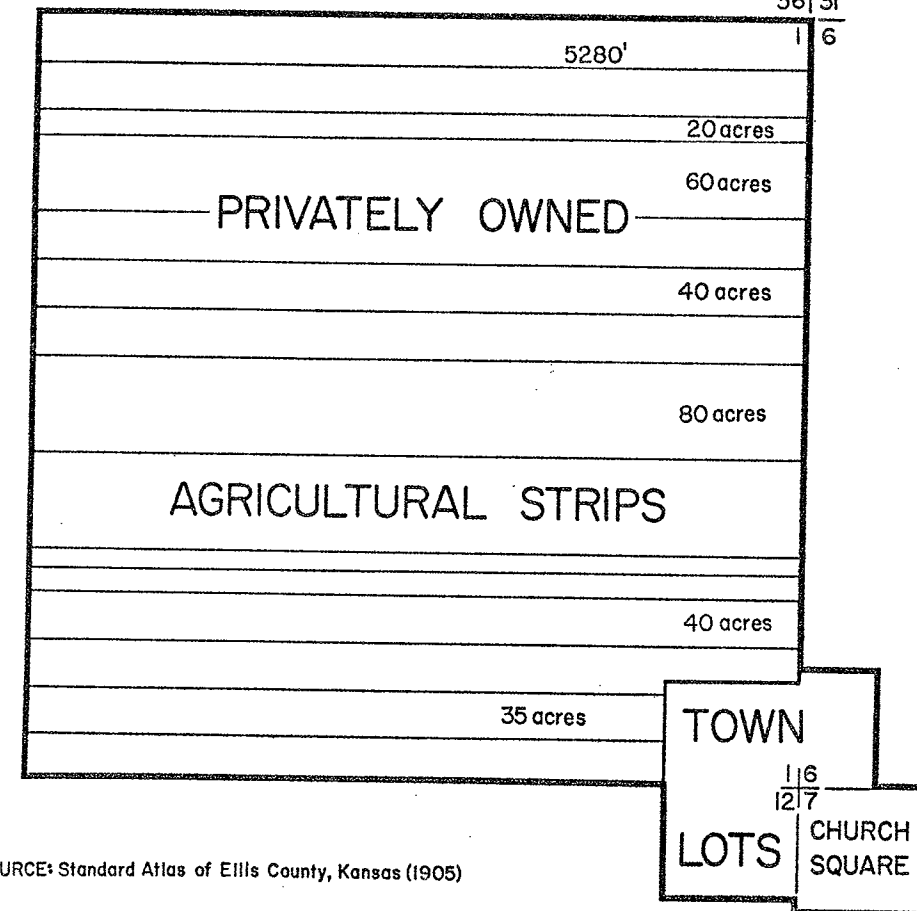 36|31
1|6
5280'
20 acres
60 acres
PRIVATELY OWNED
40 acres
80 acres
AGRICULTURAL STRIPS
40 acres
35 acres
TOWN
1|6
12|7
LOTS
CHURCH
SQUARE
URCE: Standard Atlas of Ellis County, Kansas (1905)